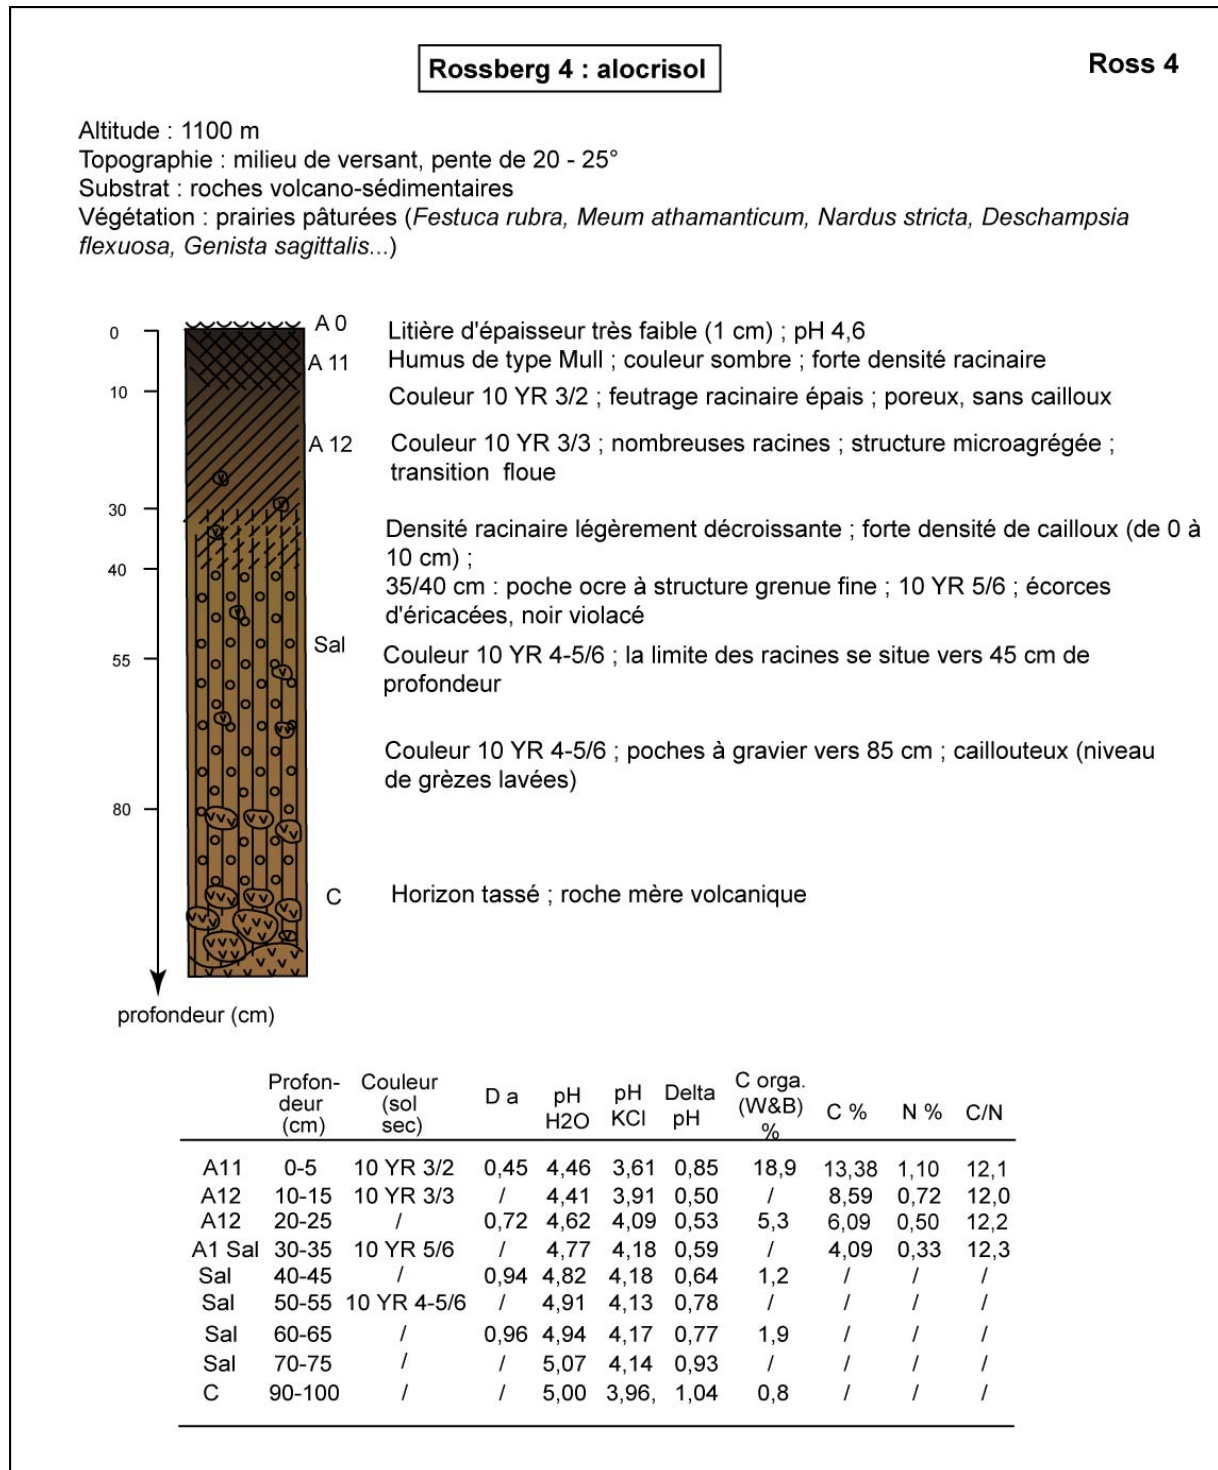 Rossberg 4 : alocrisol
Ross 4
Altitude : 1100 m
Topographie : milieu de versant, pente de 20 - 25°
Substrat : roches volcano-sédimentaires
Végétation : prairies pâturées (Festuca rubra, Meum athamanticum, Nardus stricta, Deschampsia
flexuosa, Genista sagittalis...)
0
10
30
40
55
80
profondeur (cm)
A 0
A 11
A 12
Sal
C
Litière d'épaisseur très faible (1 cm) ; pH 4,6
Humus de type Mull ; couleur sombre ; forte densité racinaire
Couleur 10 YR 3/2 ; feutrage racinaire épais ; poreux, sans cailloux
Couleur 10 YR 3/3 ; nombreuses racines ; structure microagrégée ;
transition floue
Densité racinaire légèrement décroissante ; forte densité de cailloux (de 0 à
10 cm) ;
35/40 cm : poche ocre à structure grenue fine ; 10 YR 5/6 ; écorces
d'éricacées, noir violacé
Couleur 10 YR 4-5/6 ; la limite des racines se situe vers 45 cm de
profondeur
Couleur 10 YR 4-5/6 ; poches à gravier vers 85 cm ; caillouteux (niveau
de grèzes lavées)
Horizon tassé ; roche mère volcanique
Profon-
deur
(cm)
Couleur
(sol
sec)
D a
pH
H2O
pH
KCl
Delta
pH
C orga.
(W&B)
%
C %
N %
C/N
A11 0-5 10 YR 3/2 0,45 4,46 3,61 0,85 18,9 13,38 1,10 12,1
A12 10-15 10 YR 3/3 / 4,41 3,91 0,50 / 8,59 0,72 12,0
A12 20-25 / 0,72 4,62 4,09 0,53 5,3 6,09 0,50 12,2
A1 Sal 30-35 10 YR 5/6 / 4,77 4,18 0,59 / 4,09 0,33 12,3
Sal 40-45 / 0,94 4,82 4,18 0,64 1,2 / / /
Sal 50-55 10 YR 4-5/6 / 4,91 4,13 0,78 / / / /
Sal 60-65 / 0,96 4,94 4,17 0,77 1,9 / / /
Sal 70-75 / / 5,07 4,14 0,93 / / / /
C 90-100 / / 5,00 3,96, 1,04 0,8 / / /